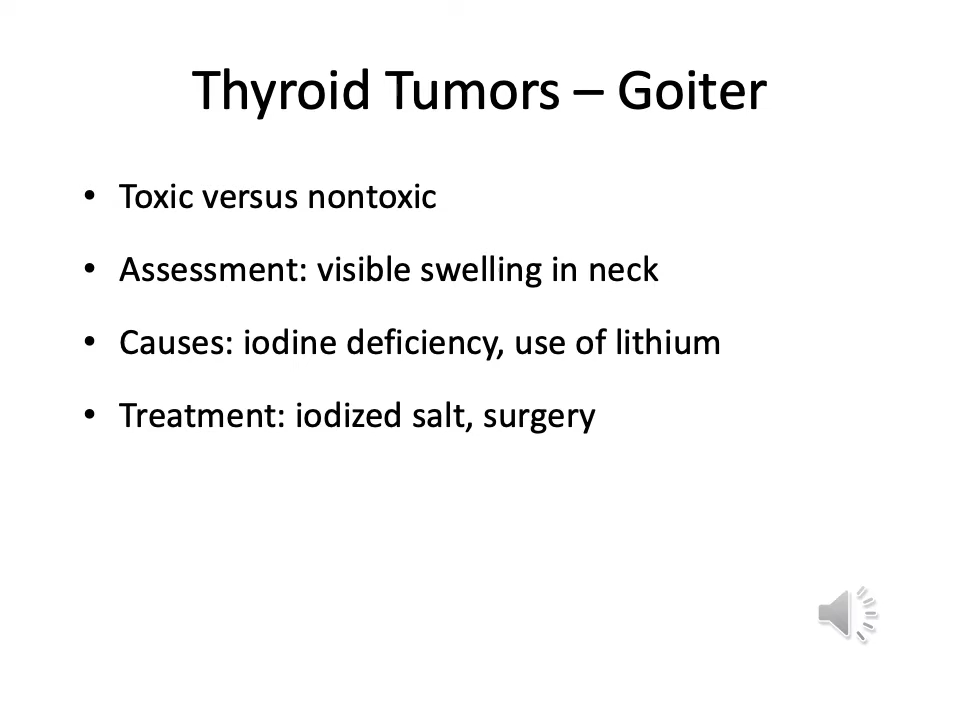 Thyroid Tumors – Goiter
• Toxic versus nontoxic
• Assessment: visible swelling in neck
• Causes: iodine deficiency, use of lithium
• Treatment: iodized salt, surgery